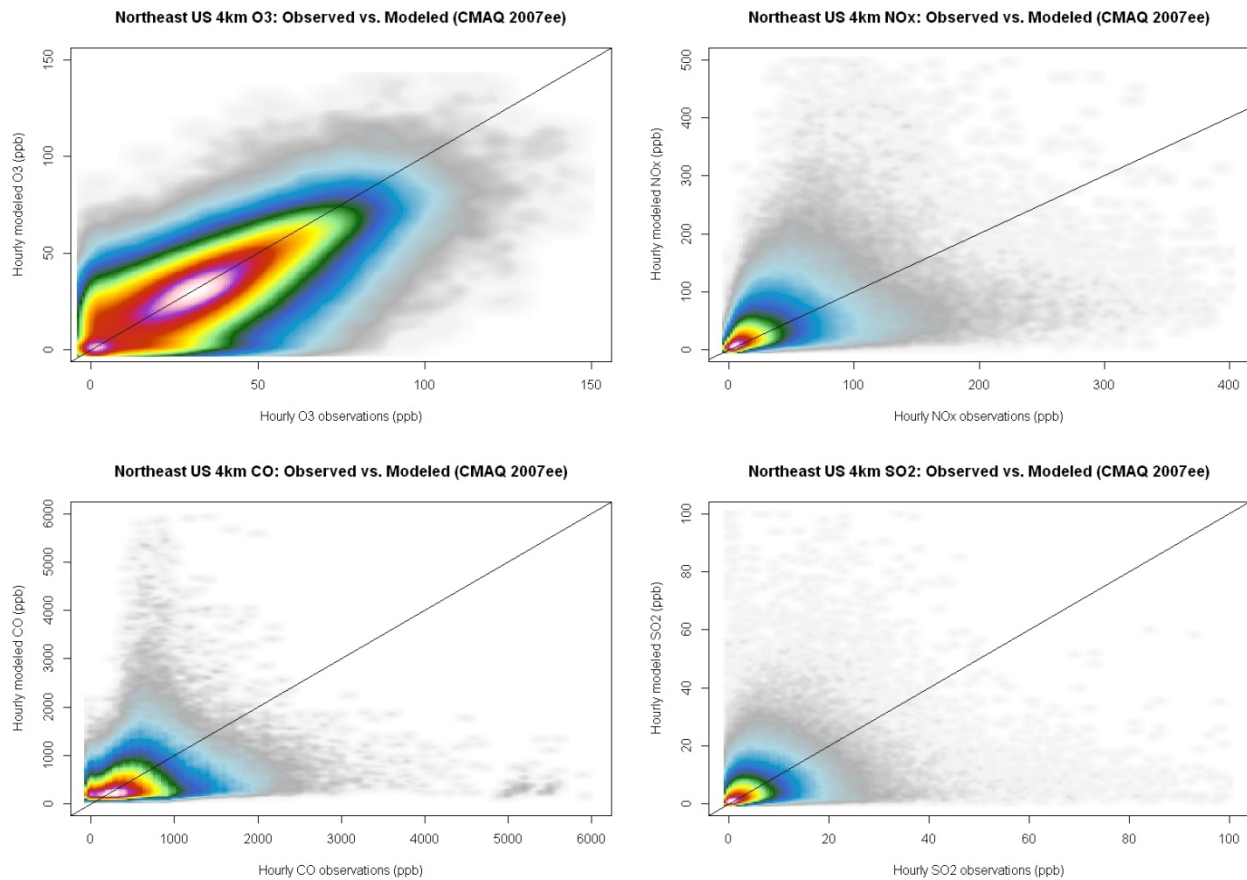 Northeast US 4km O3: Observed vs. Modeled (CMAQ 2007ee)
Hourly modeled O3 (ppb)
150
100
50
0
0 50 100 150
Hourly O3 observations (ppb)
Northeast US 4km NOx: Observed vs. Modeled (CMAQ 2007ee)
Hourly modeled NOx (ppb)
500
400
300
200
100
0
0 100 200 300 400
Hourly NOx observations (ppb)
Northeast US 4km CO: Observed vs. Modeled (CMAQ 2007ee)
Hourly modeled CO (ppb)
6000
5000
4000
3000
2000
1000
0
0 1000 2000 3000 4000 5000 6000
Hourly CO observations (ppb)
Northeast US 4km SO2: Observed vs. Modeled (CMAQ 2007ee)
Hourly modeled SO2 (ppb)
100
80
60
40
20
0
0 20 40 60 80 100
Hourly SO2 observations (ppb)